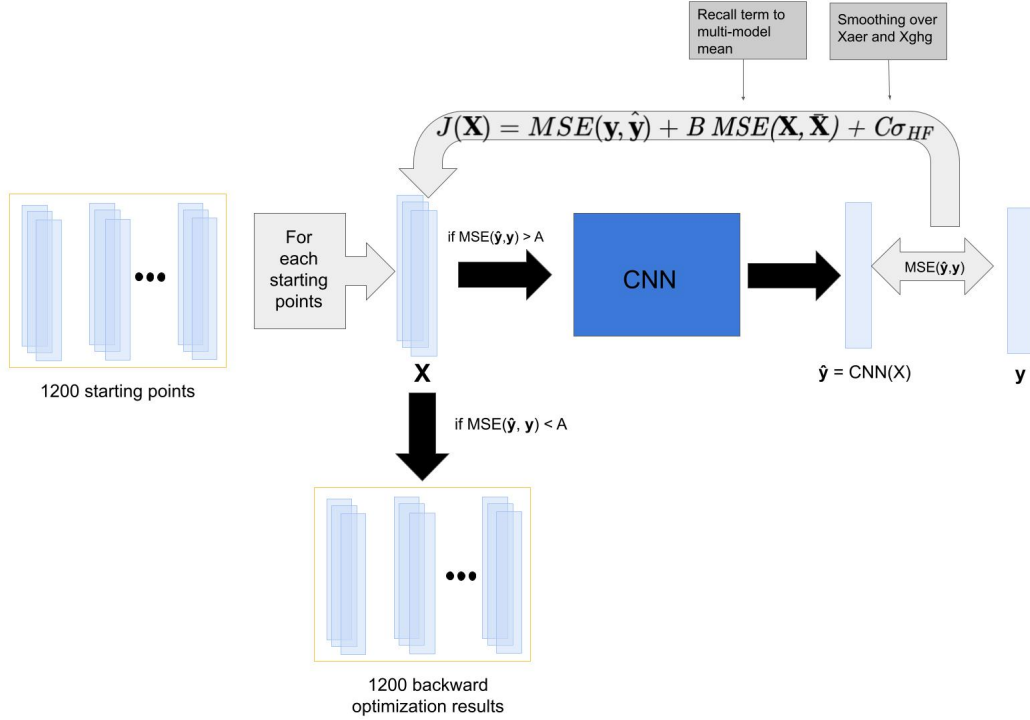 Recall term to
multi-model
mean
Smoothing over
Xaer and Xghg
J(X) = MSE(y, ŷ) + B MSE(X, X̄) + Cσ_HF
For
each
starting
points
if MSE(ŷ,y) > A
CNN
MSE(ŷ,y)
1200 starting points
X
ŷ = CNN(X)
y
if MSE(ŷ, y) < A
1200 backward
optimization results